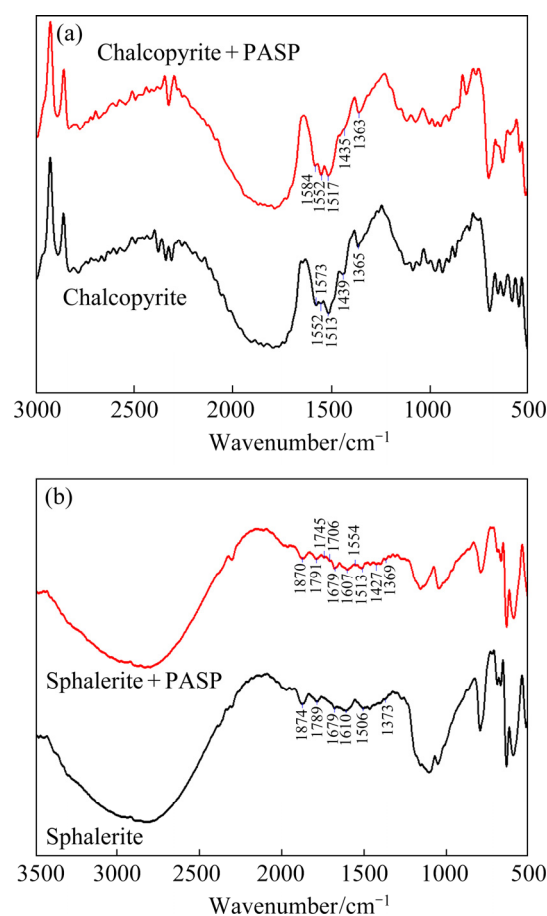 (a)
Chalcopyrite + PASP
1584
1552
1517
1435
1363
Chalcopyrite
1552
1573
1513
1439
1365
3000 2500 2000 1500 1000 500
Wavenumber/cm⁻¹
(b)
1870
1791
1745
1706
1679
1607
1554
1513
1427
1369
Sphalerite + PASP
1874
1789
1679
1610
1506
1373
Sphalerite
3500 3000 2500 2000 1500 1000 500
Wavenumber/cm⁻¹